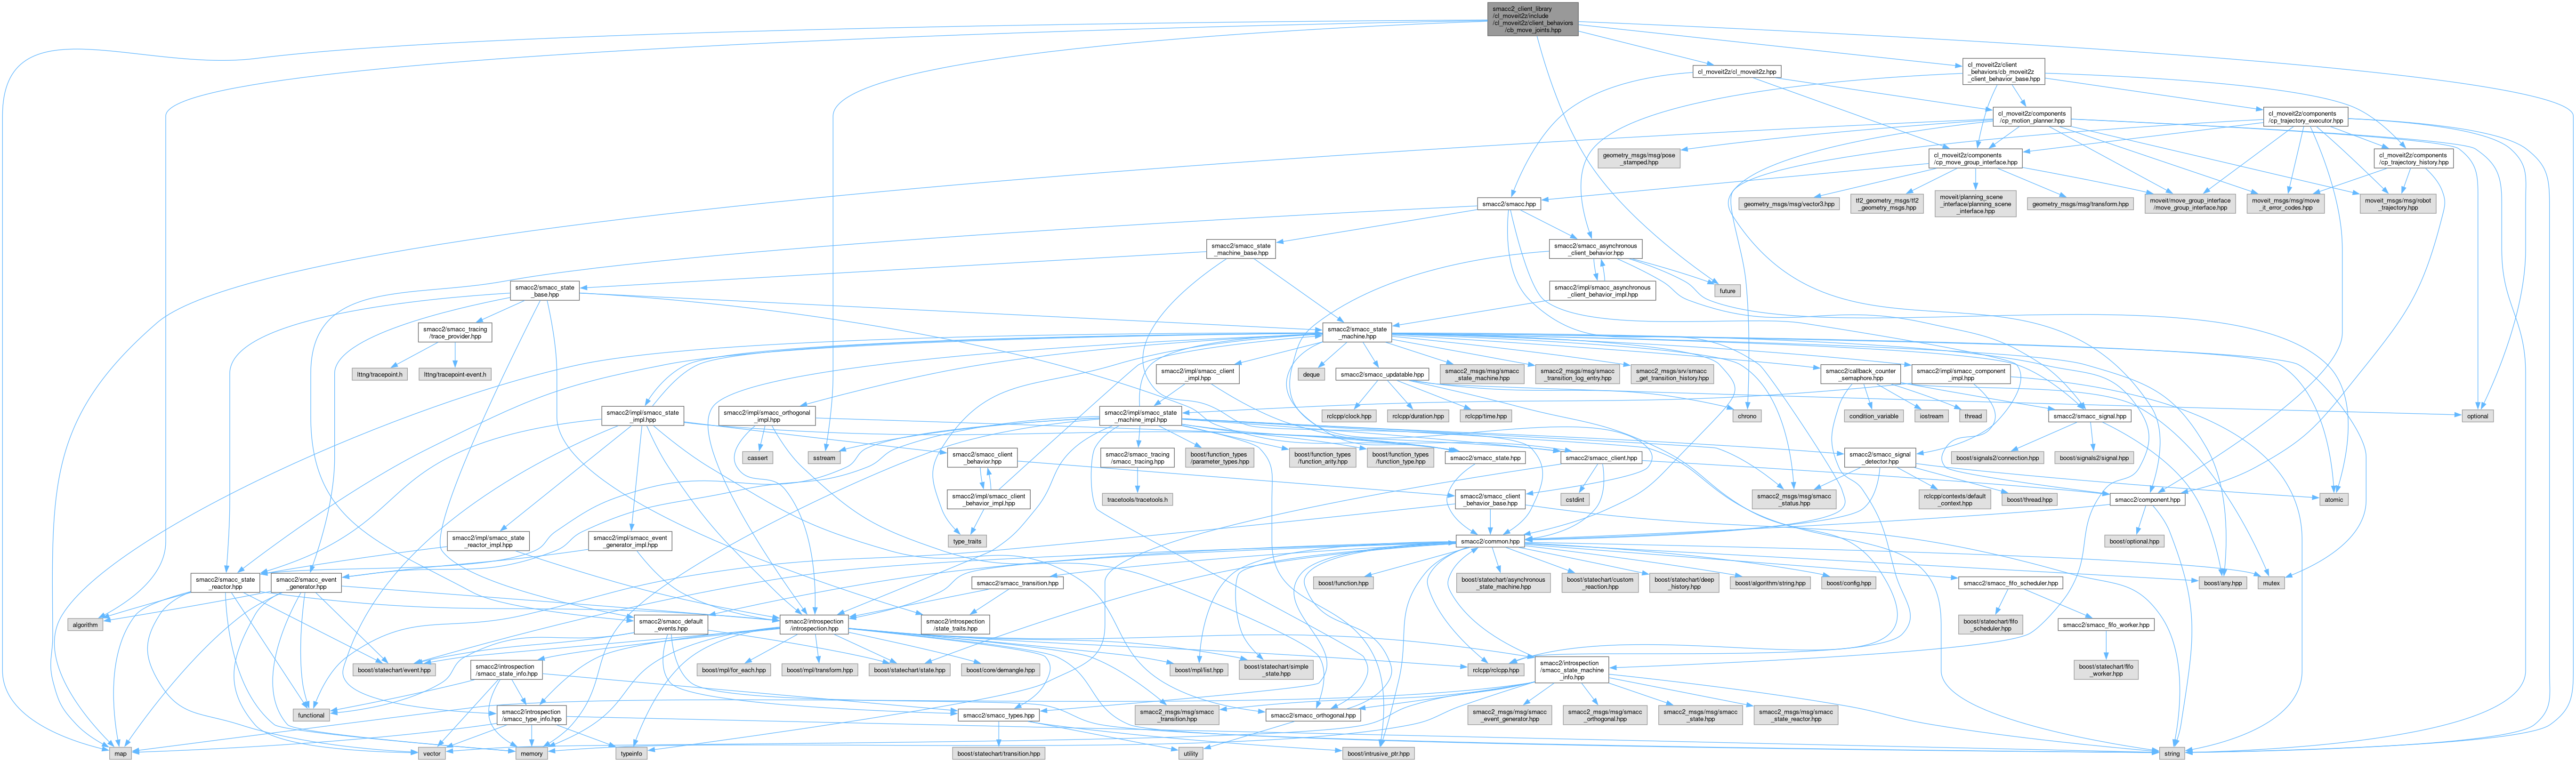 smacc2_client_library
/cl_moveit2z/include
/cl_moveit2z/client_behaviors
/cb_move_joints.hpp
cl_moveit2z/cl_moveit2z.hpp
cl_moveit2z/client
_behaviors/cb_moveit2z
_client_behavior_base.hpp
cl_moveit2z/components
/cp_motion_planner.hpp
cl_moveit2z/components
/cp_trajectory_executor.hpp
geometry_msgs/msg/pose
_stamped.hpp
cl_moveit2z/components
/cp_move_group_interface.hpp
cl_moveit2z/components
/cp_trajectory_history.hpp
smacc2/smacc.hpp
geometry_msgs/msg/vector3.hpp
tf2_geometry_msgs/tf2
_geometry_msgs.hpp
moveit/planning_scene
_interface/planning_scene
_interface.hpp
geometry_msgs/msg/transform.hpp
moveit/move_group_interface
/move_group_interface.hpp
moveit_msgs/msg/move
_it_error_codes.hpp
moveit_msgs/msg/robot
_trajectory.hpp
smacc2/smacc_state
_machine_base.hpp
smacc2/smacc_asynchronous
_client_behavior.hpp
smacc2/smacc_state
_base.hpp
smacc2/impl/smacc_asynchronous
_client_behavior_impl.hpp
future
smacc2/smacc_tracing
/trace_provider.hpp
smacc2/smacc_state
_machine.hpp
lttng/tracepoint.h
lttng/tracepoint-event.h
smacc2/impl/smacc_client
_impl.hpp
deque
smacc2/smacc_updatable.hpp
smacc2_msgs/msg/smacc
_state_machine.hpp
smacc2_msgs/msg/smacc
_transition_log_entry.hpp
smacc2_msgs/srv/smacc
_get_transition_history.hpp
smacc2/callback_counter
_semaphore.hpp
smacc2/impl/smacc_component
_impl.hpp
smacc2/impl/smacc_state
_impl.hpp
smacc2/impl/smacc_orthogonal
_impl.hpp
smacc2/impl/smacc_state
_machine_impl.hpp
rclcpp/clock.hpp
rclcpp/duration.hpp
rclcpp/time.hpp
chrono
condition_variable
iostream
thread
smacc2/smacc_signal.hpp
optional
cassert
sstream
smacc2/smacc_client
_behavior.hpp
smacc2/smacc_tracing
/smacc_tracing.hpp
boost/function_types
/parameter_types.hpp
boost/function_types
/function_arity.hpp
boost/function_types
/function_type.hpp
smacc2/smacc_state.hpp
smacc2/smacc_client.hpp
smacc2/smacc_signal
_detector.hpp
boost/signals2/connection.hpp
boost/signals2/signal.hpp
smacc2/impl/smacc_client
_behavior_impl.hpp
tracetools/tracetools.h
smacc2/smacc_client
_behavior_base.hpp
cstdint
smacc2_msgs/msg/smacc
_status.hpp
rclcpp/contexts/default
_context.hpp
boost/thread.hpp
smacc2/component.hpp
atomic
smacc2/impl/smacc_state
_reactor_impl.hpp
smacc2/impl/smacc_event
_generator_impl.hpp
type_traits
smacc2/common.hpp
boost/optional.hpp
smacc2/smacc_state
_reactor.hpp
smacc2/smacc_event
_generator.hpp
smacc2/smacc_transition.hpp
boost/function.hpp
boost/statechart/asynchronous
_state_machine.hpp
boost/statechart/custom
_reaction.hpp
boost/statechart/deep
_history.hpp
boost/algorithm/string.hpp
boost/config.hpp
smacc2/smacc_fifo_scheduler.hpp
boost/any.hpp
mutex
algorithm
smacc2/smacc_default
_events.hpp
smacc2/introspection
/introspection.hpp
smacc2/introspection
/state_traits.hpp
boost/statechart/fifo
_scheduler.hpp
smacc2/smacc_fifo_worker.hpp
boost/statechart/event.hpp
smacc2/introspection
/smacc_state_info.hpp
boost/mpl/for_each.hpp
boost/mpl/transform.hpp
boost/statechart/state.hpp
boost/core/demangle.hpp
boost/mpl/list.hpp
boost/statechart/simple
_state.hpp
rclcpp/rclcpp.hpp
smacc2/introspection
/smacc_state_machine
_info.hpp
boost/statechart/fifo
_worker.hpp
functional
smacc2/introspection
/smacc_type_info.hpp
smacc2/smacc_types.hpp
smacc2_msgs/msg/smacc
_transition.hpp
smacc2/smacc_orthogonal.hpp
smacc2_msgs/msg/smacc
_event_generator.hpp
smacc2_msgs/msg/smacc
_orthogonal.hpp
smacc2_msgs/msg/smacc
_state.hpp
smacc2_msgs/msg/smacc
_state_reactor.hpp
map
vector
memory
typeinfo
boost/statechart/transition.hpp
utility
boost/intrusive_ptr.hpp
string